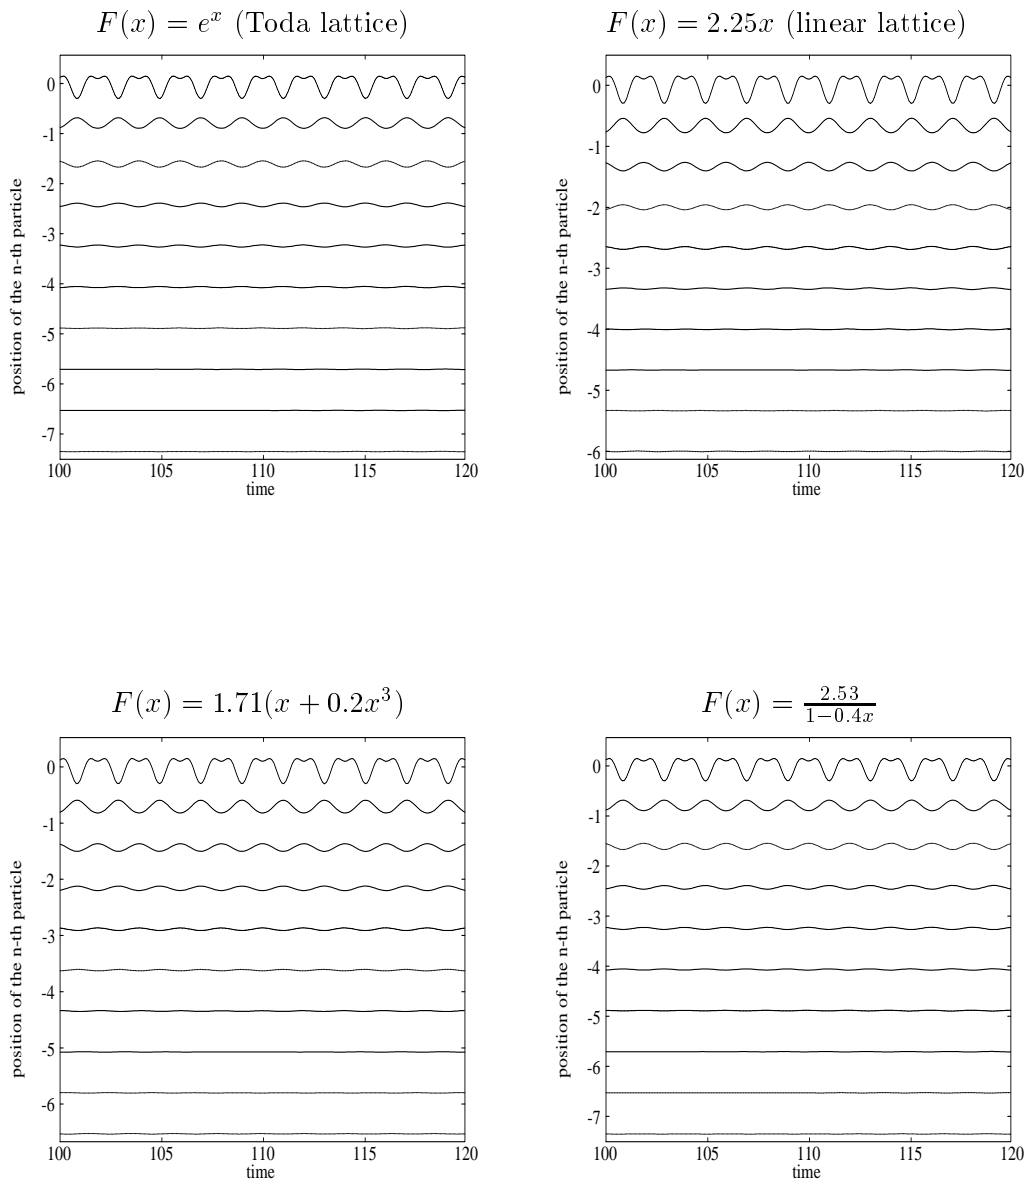 F(x) = e^x (Toda lattice)
0
-1
-2
-3
-4
-5
-6
-7
position of the n-th particle
100 105 110 115 120
time
F(x) = 2.25x (linear lattice)
0
-1
-2
-3
-4
-5
-6
position of the n-th particle
100 105 110 115 120
time
F(x) = 1.71(x + 0.2x^3)
0
-1
-2
-3
-4
-5
-6
position of the n-th particle
100 105 110 115 120
time
F(x) = 2.53/(1−0.4x)
0
-1
-2
-3
-4
-5
-6
-7
position of the n-th particle
100 105 110 115 120
time